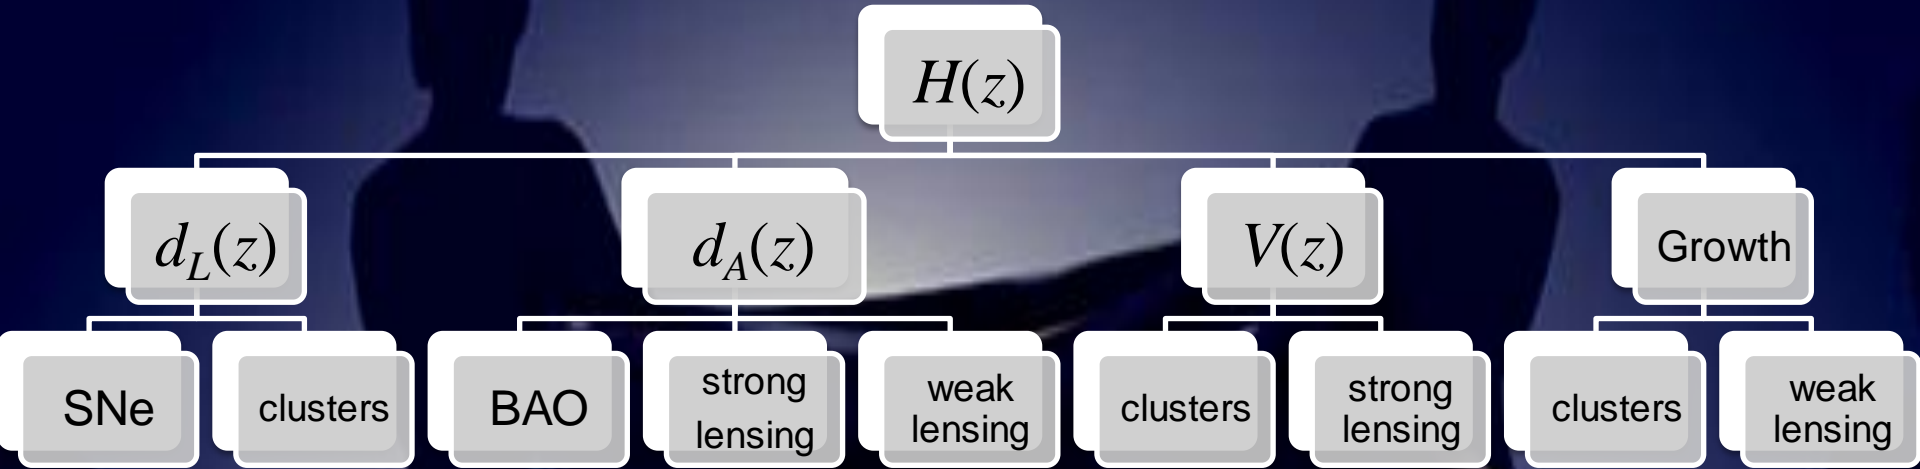 H(z)
d_L(z)
d_A(z)
V(z)
Growth
SNe
clusters
BAO
strong
lensing
weak
lensing
clusters
strong
lensing
clusters
weak
lensing